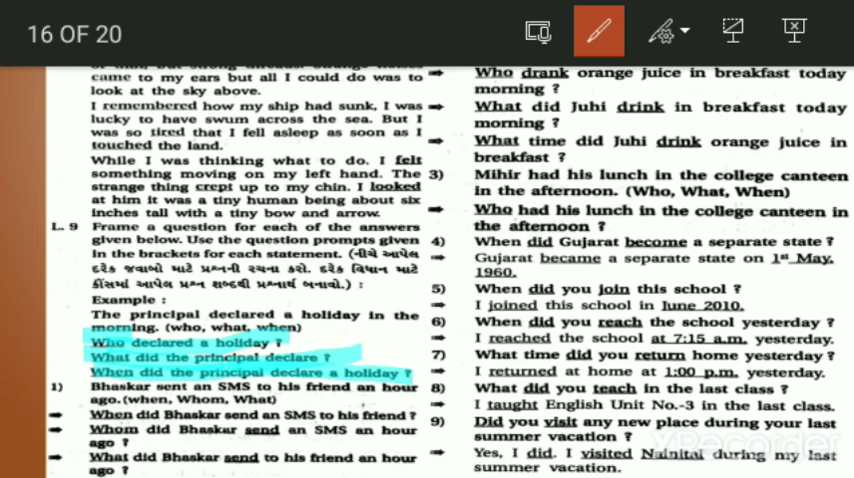 16 OF 20
came to my ears but all I could do was to
look at the sky above.
I remembered how my ship had sunk, I was
lucky to have swum across the sea. But I
was so tired that I fell asleep as soon as I
touched the land.
While I was thinking what to do. I felt
something moving on my left hand. The
strange thing crept up to my chin. I looked
at him it was a tiny human being about six
inches tall with a tiny bow and arrow.
L. 9 Frame a question for each of the answers
given below. Use the question prompts given
in the brackets for each statement. (નીચે આપેલ
દરેક જવાબો માટે પ્રશ્નની રચના કરો. દરેક વિધાન માટે
કૌંસમાં આપેલ પ્રશ્ન શબ્દથી પ્રશ્નાર્થ બનાવો.) :
Example :
The principal declared a holiday in the
morning. (who, what, when)
Who declared a holiday ?
What did the principal declare ?
When did the principal declare a holiday ?
1) Bhaskar sent an SMS to his friend an hour
ago. (when, Whom, What)
➡ When did Bhaskar send an SMS to his friend ?
➡ Whom did Bhaskar send an SMS an hour
ago ?
➡ What did Bhaskar send to his friend an hour
ago ?
➡ Who drank orange juice in breakfast today
morning ?
➡ What did Juhi drink in breakfast today
morning ?
➡ What time did Juhi drink orange juice in
breakfast ?
3) Mihir had his lunch in the college canteen
in the afternoon. (Who, What, When)
➡ Who had his lunch in the college canteen in
the afternoon ?
4) When did Gujarat become a separate state ?
➡ Gujarat became a separate state on 1st May,
1960.
5) When did you join this school ?
➡ I joined this school in June 2010.
6) When did you reach the school yesterday ?
➡ I reached the school at 7:15 a.m. yesterday.
7) What time did you return home yesterday ?
➡ I returned at home at 1:00 p.m. yesterday.
8) What did you teach in the last class ?
➡ I taught English Unit No.-3 in the last class.
9) Did you visit any new place during your last
summer vacation ?
➡ Yes, I did. I visited Nainital during my last
summer vacation.
XRecorder